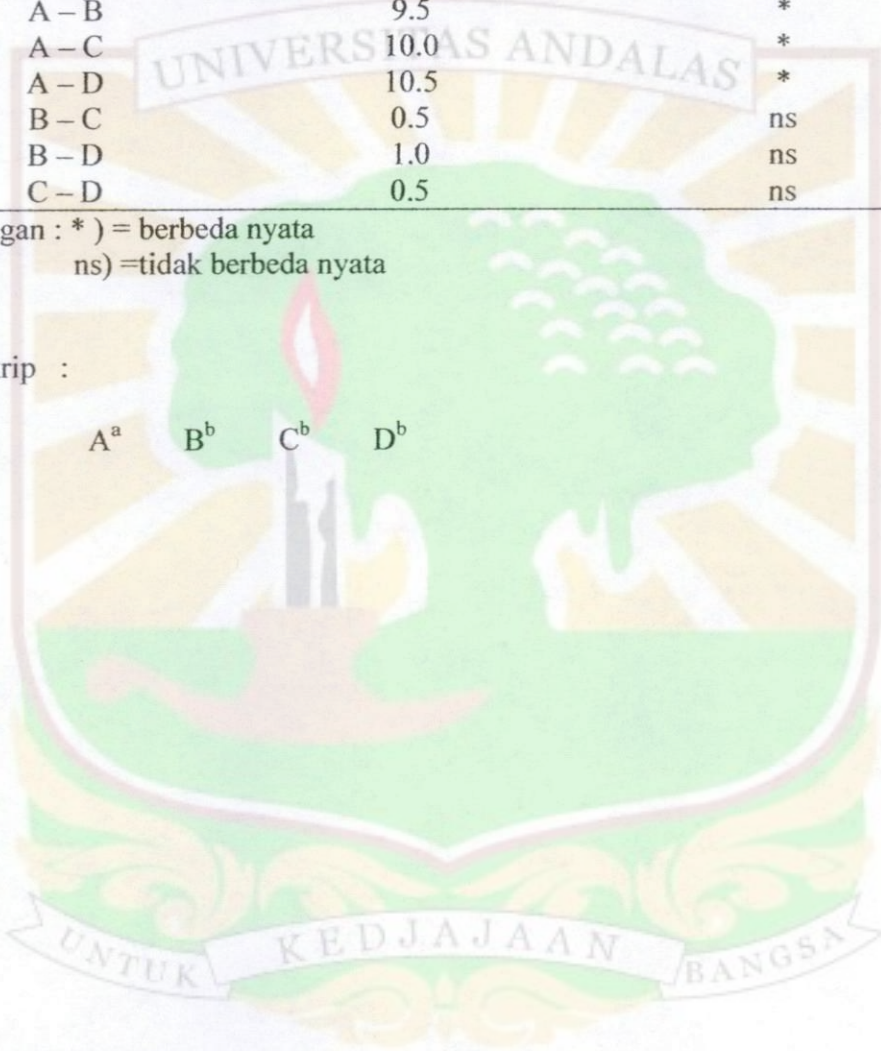 A – B 9.5 *
A – C 10.0 *
A – D 10.5 *
B – C 0.5 ns
B – D 1.0 ns
C – D 0.5 ns
gan : * ) = berbeda nyata
ns) =tidak berbeda nyata
rip :
Aᵃ Bᵇ Cᵇ Dᵇ
UNIVERSITAS ANDALAS
UNTUK KEDJAJAAN BANGSA